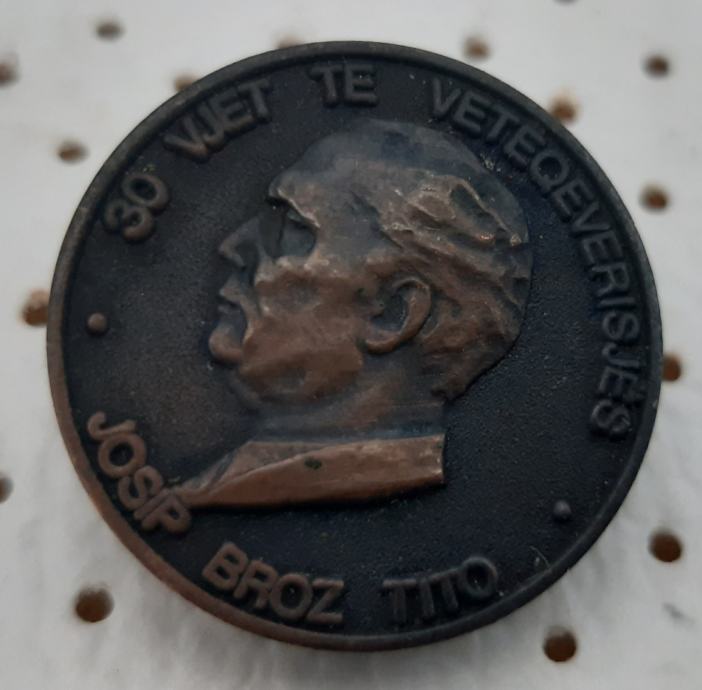 30 VJET TE VETEQEVERISJES
JOSIP BROZ TITO